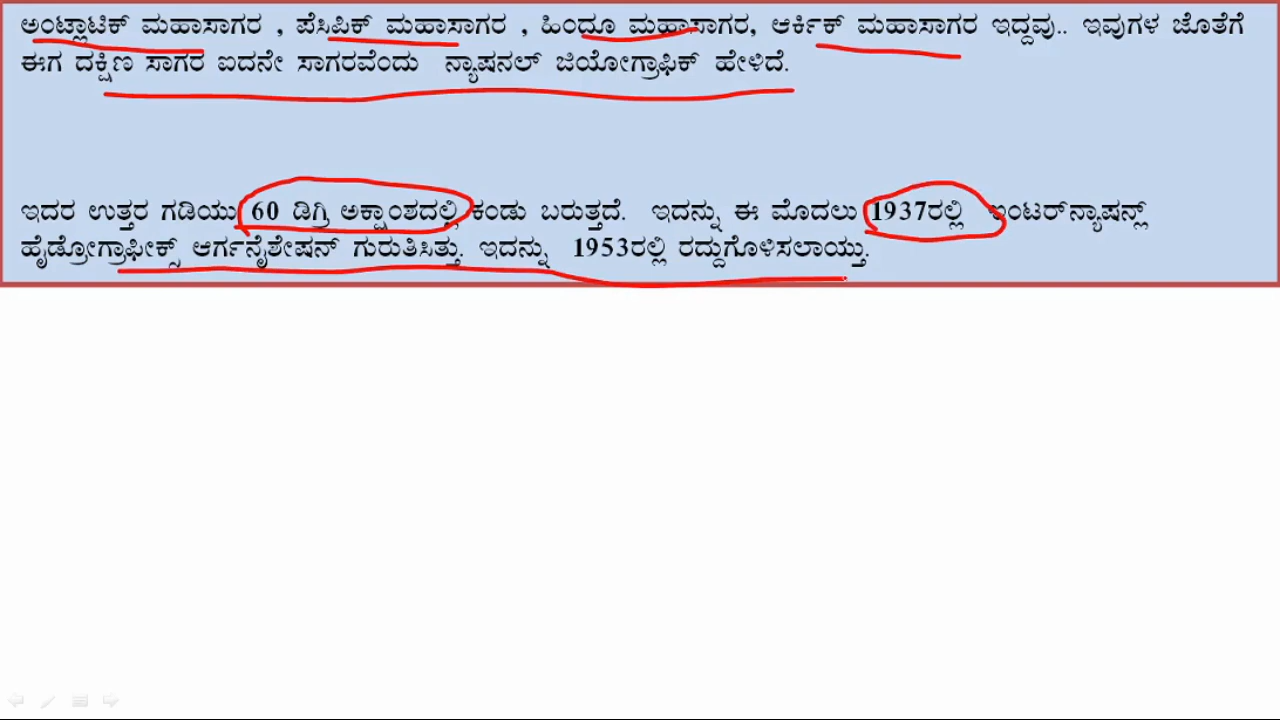 ಅಂಟ್ಲಾಟಿಕ್ ಮಹಾಸಾಗರ , ಪೆಸಿಪಿಕ್ ಮಹಾಸಾಗರ , ಹಿಂದೂ ಮಹಾಸಾಗರ, ಆರ್ಕಿಕ್ ಮಹಾಸಾಗರ ಇದ್ದವು.. ಇವುಗಳ ಜೊತೆಗೆ
ಈಗ ದಕ್ಷಿಣ ಸಾಗರ ಐದನೇ ಸಾಗರವೆಂದು ನ್ಯಾಷನಲ್ ಜಿಯೋಗ್ರಾಫಿಕ್ ಹೇಳಿದೆ.
ಇದರ ಉತ್ತರ ಗಡಿಯು 60 ಡಿಗ್ರಿ ಅಕ್ಷಾಂಶದಲ್ಲಿ ಕಂಡು ಬರುತ್ತದೆ. ಇದನ್ನು ಈ ಮೊದಲು 1937ರಲ್ಲಿ ಇಂಟರ್‌ನ್ಯಾಷನ್ಲ್
ಹೈಡ್ರೋಗ್ರಾಫೀಕ್ಸ್ ಆರ್ಗನೈಶೇಷನ್ ಗುರುತಿಸಿತ್ತು. ಇದನ್ನು 1953ರಲ್ಲಿ ರದ್ದುಗೊಳಿಸಲಾಯ್ತು.